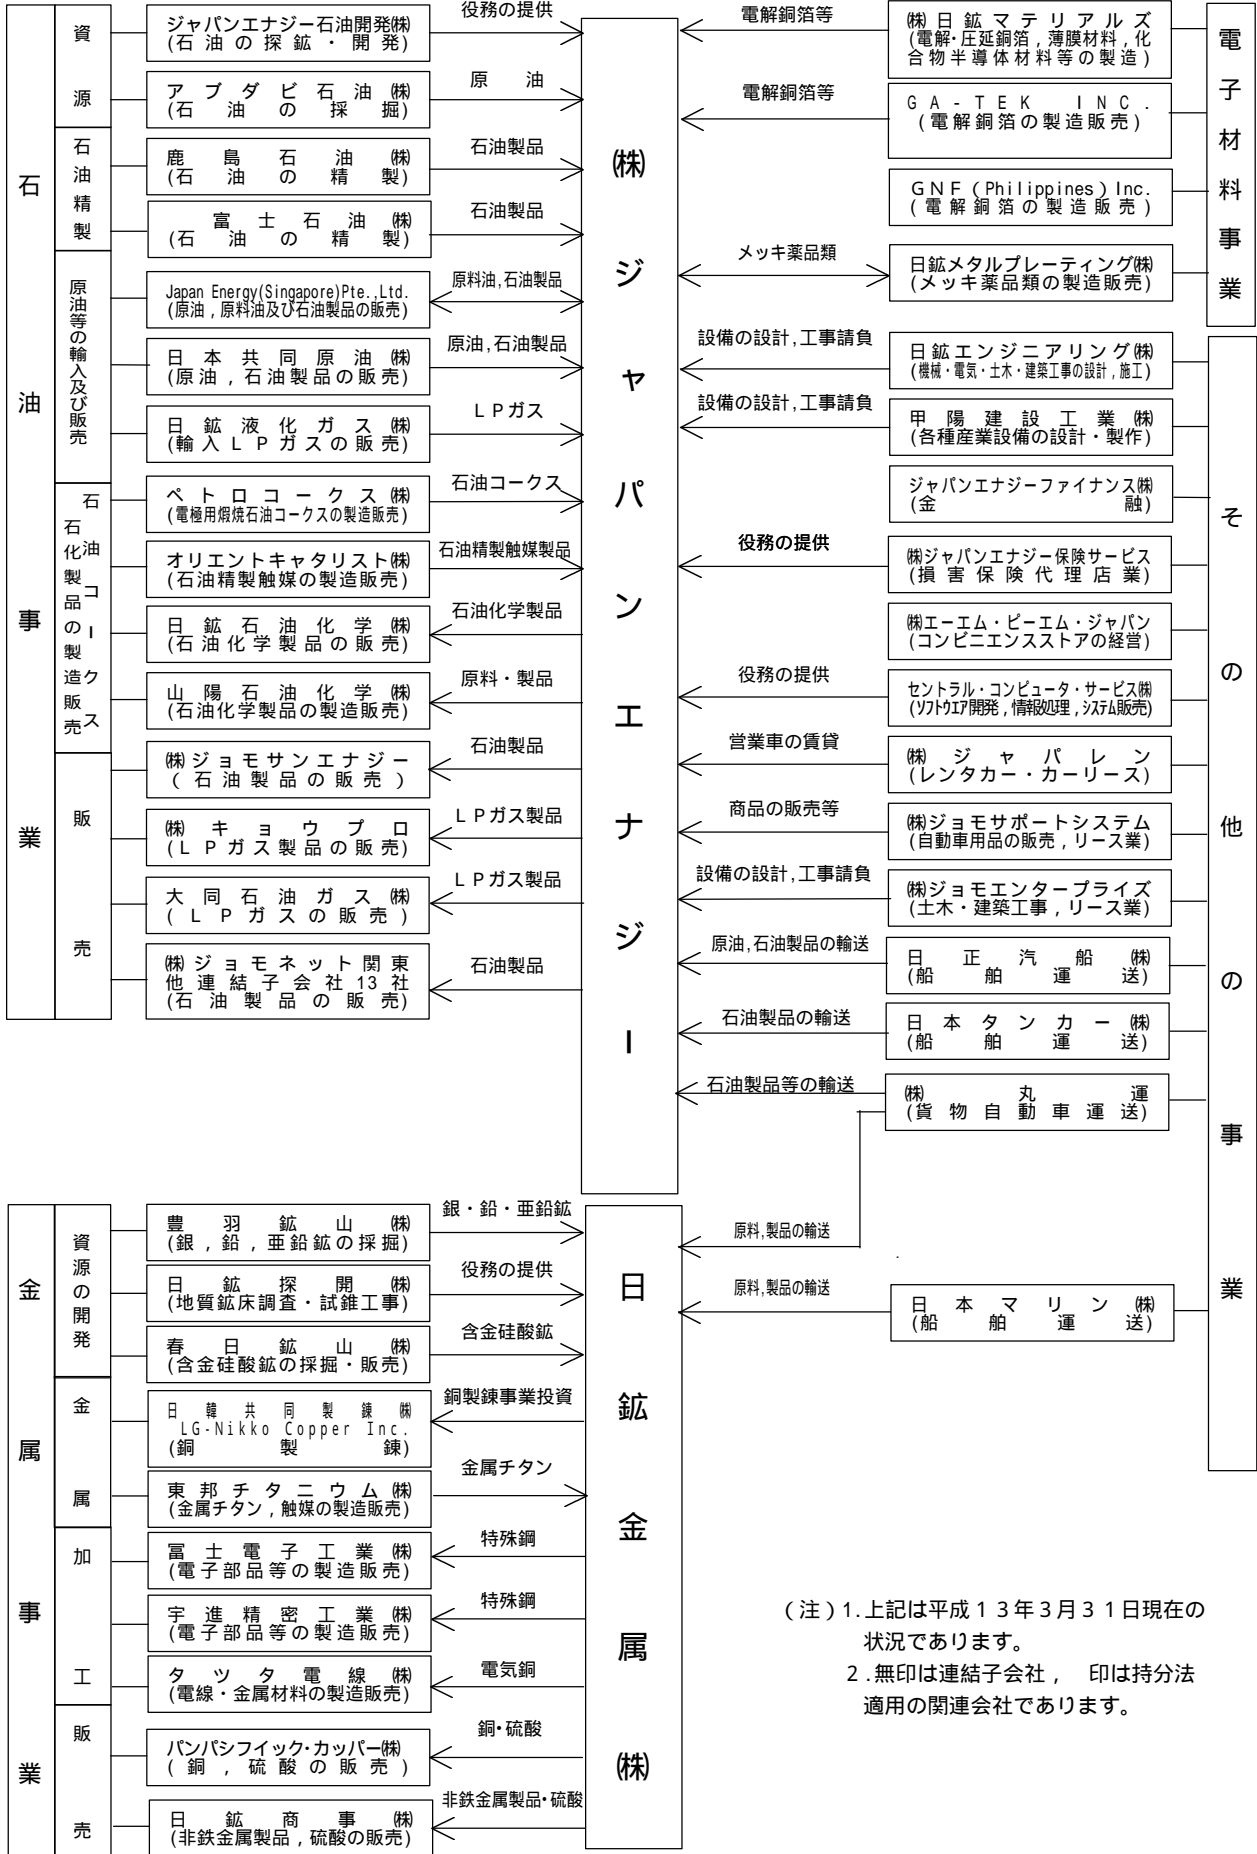 石油事業
資源
ジャパンエナジー石油開発㈱
(石油の探鉱・開発)
役務の提供
アブダビ石油㈱
(石油の採掘)
原油
石油精製
鹿島石油㈱
(石油の精製)
石油製品
富士石油㈱
(石油の精製)
石油製品
原油等の輸入及び販売
Japan Energy(Singapore)Pte.,Ltd.
(原油,原料油及び石油製品の販売)
原料油,石油製品
日本共同原油㈱
(原油,石油製品の販売)
原油,石油製品
日鉱液化ガス㈱
(輸入LPガスの販売)
LPガス
石油コークス
石化製品の製造販売
ペトロコークス㈱
(電極用煆焼石油コークスの製造販売)
石油コークス
オリエントキャタリスト㈱
(石油精製触媒の製造販売)
石油精製触媒製品
日鉱石油化学㈱
(石油化学製品の販売)
石油化学製品
山陽石油化学㈱
(石油化学製品の製造販売)
原料・製品
販売
㈱ジョモサンエナジー
(石油製品の販売)
石油製品
㈱キョウプロ
(LPガス製品の販売)
LPガス製品
大同石油ガス㈱
(LPガスの販売)
LPガス製品
㈱ジョモネット関東
他連結子会社13社
(石油製品の販売)
石油製品
㈱ジャパンエナジー
電子材料事業
電解銅箔等
㈱日鉱マテリアルズ
(電解・圧延銅箔,薄膜材料,化
合物半導体材料等の製造)
電解銅箔等
GA-TEK INC.
(電解銅箔の製造販売)
GNF(Philippines)Inc.
(電解銅箔の製造販売)
メッキ薬品類
日鉱メタルプレーティング㈱
(メッキ薬品類の製造販売)
その他の事業
設備の設計,工事請負
日鉱エンジニアリング㈱
(機械・電気・土木・建築工事の設計,施工)
設備の設計,工事請負
甲陽建設工業㈱
(各種産業設備の設計・製作)
ジャパンエナジーファイナンス㈱
(金融)
役務の提供
㈱ジャパンエナジー保険サービス
(損害保険代理店業)
㈱エーエム・ピーエム・ジャパン
(コンビニエンスストアの経営)
役務の提供
セントラル・コンピュータ・サービス㈱
(ソフトウエア開発,情報処理,システム販売)
営業車の賃貸
㈱ジャパレン
(レンタカー・カーリース)
商品の販売等
㈱ジョモサポートシステム
(自動車用品の販売,リース業)
設備の設計,工事請負
㈱ジョモエンタープライズ
(土木・建築工事,リース業)
原油,石油製品の輸送
日正汽船㈱
(船舶運送)
石油製品の輸送
日本タンカー㈱
(船舶運送)
石油製品等の輸送
㈱丸運
(貨物自動車運送)
原料,製品の輸送
原料,製品の輸送
日本マリン㈱
(船舶運送)
金属事業
資源の開発
豊羽鉱山㈱
(銀,鉛,亜鉛鉱の採掘)
銀・鉛・亜鉛鉱
日鉱探開㈱
(地質鉱床調査・試錐工事)
役務の提供
春日鉱山㈱
(含金硅酸鉱の採掘・販売)
含金硅酸鉱
金属
日韓共同製錬㈱
LG-Nikko Copper Inc.
(銅製錬)
銅製錬事業投資
東邦チタニウム㈱
(金属チタン,触媒の製造販売)
金属チタン
加工
冨士電子工業㈱
(電子部品等の製造販売)
特殊鋼
宇進精密工業㈱
(電子部品等の製造販売)
特殊鋼
タツタ電線㈱
(電線・金属材料の製造販売)
電気銅
販売
パンパシフイック・カッパー㈱
(銅,硫酸の販売)
銅・硫酸
日鉱商事㈱
(非鉄金属製品,硫酸の販売)
非鉄金属製品・硫酸
日鉱金属㈱
(注)1.上記は平成13年3月31日現在の
状況であります。
2.無印は連結子会社, 印は持分法
適用の関連会社であります。